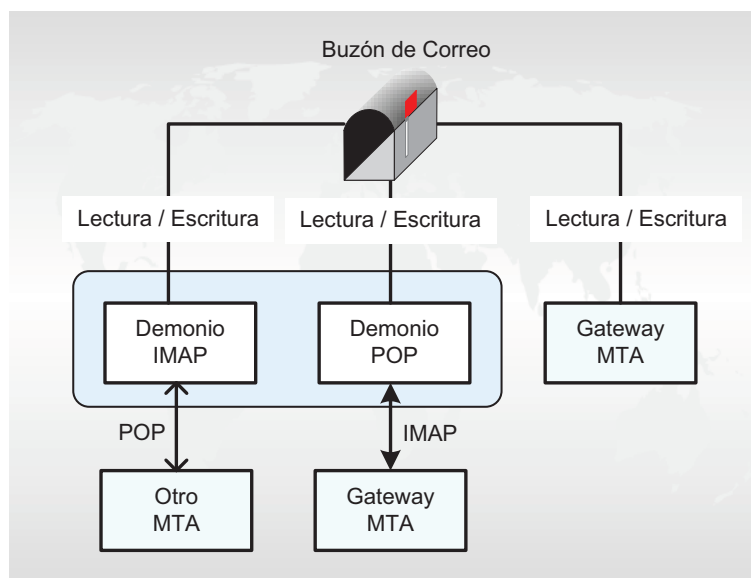 Buzón de Correo
Lectura / Escritura
Lectura / Escritura
Lectura / Escritura
Demonio
IMAP
Demonio
POP
Gateway
MTA
POP
IMAP
Otro
MTA
Gateway
MTA